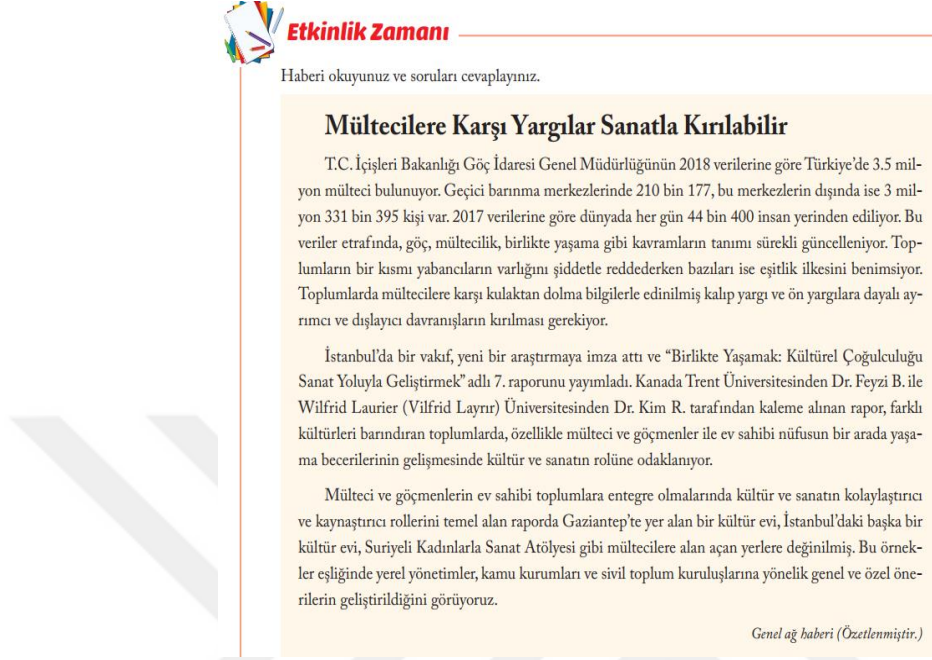 Etkinlik Zamanı
Haberi okuyunuz ve soruları cevaplayınız.
Mültecilere Karşı Yargılar Sanatla Kırılabilir
T.C. İçişleri Bakanlığı Göç İdaresi Genel Müdürlüğünün 2018 verilerine göre Türkiye’de 3.5 mil-
yon mülteci bulunuyor. Geçici barınma merkezlerinde 210 bin 177, bu merkezlerin dışında ise 3 mil-
yon 331 bin 395 kişi var. 2017 verilerine göre dünyada her gün 44 bin 400 insan yerinden ediliyor. Bu
veriler etrafında, göç, mültecilik, birlikte yaşama gibi kavramların tanımı sürekli güncelleniyor. Top-
lumların bir kısmı yabancıların varlığını şiddetle reddederken bazıları ise eşitlik ilkesini benimsiyor.
Toplumlarda mültecilere karşı kulaktan dolma bilgilerle edinilmiş kalıp yargı ve ön yargılara dayalı ay-
rımcı ve dışlayıcı davranışların kırılması gerekiyor.
İstanbul’da bir vakıf, yeni bir araştırmaya imza attı ve “Birlikte Yaşamak: Kültürel Çoğulculuğu
Sanat Yoluyla Geliştirmek” adlı 7. raporunu yayımladı. Kanada Trent Üniversitesinden Dr. Feyzi B. ile
Wilfrid Laurier (Vilfrid Layrır) Üniversitesinden Dr. Kim R. tarafından kaleme alınan rapor, farklı
kültürleri barındıran toplumlarda, özellikle mülteci ve göçmenler ile ev sahibi nüfusun bir arada yaşa-
ma becerilerinin gelişmesinde kültür ve sanatın rolüne odaklanıyor.
Mülteci ve göçmenlerin ev sahibi toplumlara entegre olmalarında kültür ve sanatın kolaylaştırıcı
ve kaynaştırıcı rollerini temel alan raporda Gaziantep’te yer alan bir kültür evi, İstanbul’daki başka bir
kültür evi, Suriyeli Kadınlarla Sanat Atölyesi gibi mültecilere alan açan yerlere değinilmiş. Bu örnek-
ler eşliğinde yerel yönetimler, kamu kurumları ve sivil toplum kuruluşlarına yönelik genel ve özel öne-
rilerin geliştirildiğini görüyoruz.
Genel ağ haberi (Özetlenmiştir.)